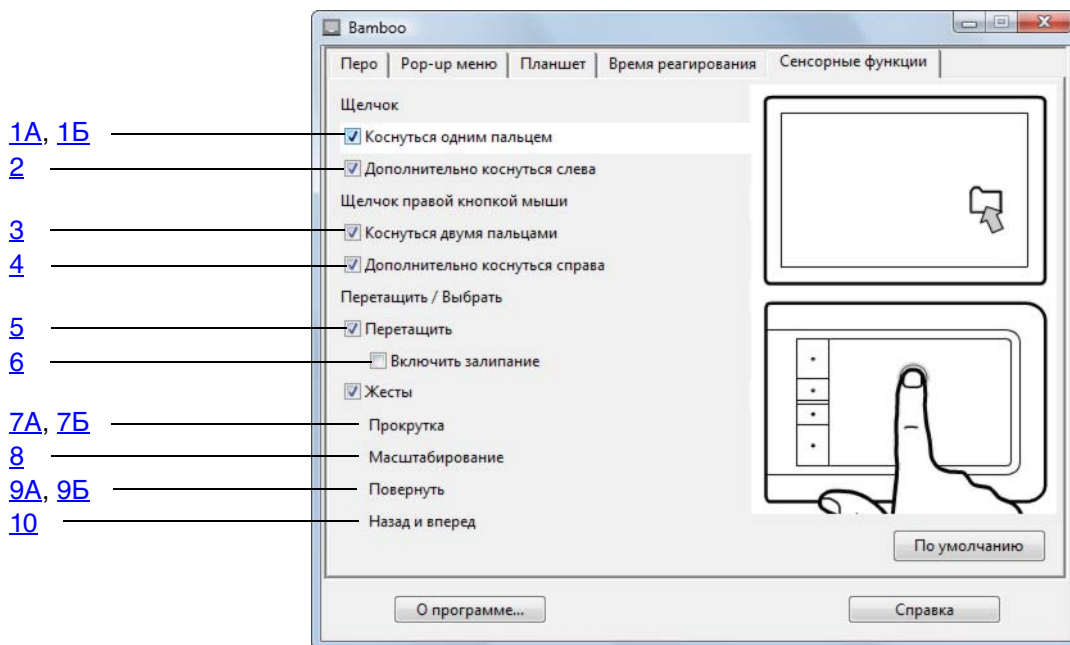 Bamboo
Перо Pop-up меню Планшет Время реагирования Сенсорные функции
Щелчок
1А, 1Б Коснуться одним пальцем
2 Дополнительно коснуться слева
Щелчок правой кнопкой мыши
3 Коснуться двумя пальцами
4 Дополнительно коснуться справа
Перетащить / Выбрать
5 Перетащить
6 Включить залипание
Жесты
7А, 7Б Прокрутка
8 Масштабирование
9А, 9Б Повернуть
10 Назад и вперед
По умолчанию
О программе... Справка